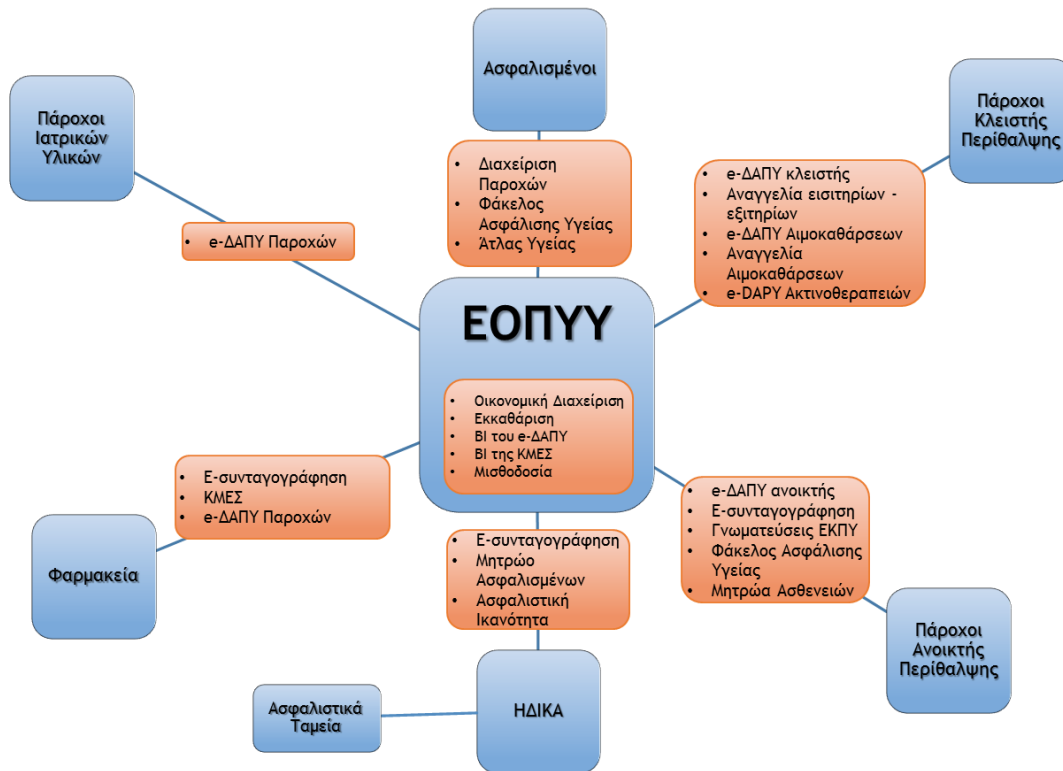 Ασφαλισμένοι
Πάροχοι
Ιατρικών
Υλικών
Πάροχοι
Κλειστής
Περίθαλψης
• Διαχείριση
Παροχών
• Φάκελος
Ασφάλισης Υγείας
• Άτλας Υγείας
• e-ΔΑΠΥ κλειστής
• Αναγγελία εισιτηρίων -
εξιτηρίων
• e-ΔΑΠΥ Αιμοκαθάρσεων
• Αναγγελία
Αιμοκαθάρσεων
• e-DAPY Ακτινοθεραπειών
• e-ΔΑΠΥ Παροχών
ΕΟΠΥΥ
• Οικονομική Διαχείριση
• Εκκαθάριση
• BI του e-ΔΑΠΥ
• BI της ΚΜΕΣ
• Μισθοδοσία
• Ε-συνταγογράφηση
• ΚΜΕΣ
• e-ΔΑΠΥ Παροχών
Φαρμακεία
• e-ΔΑΠΥ ανοικτής
• Ε-συνταγογράφηση
• Γνωματεύσεις ΕΚΠΥ
• Φάκελος Ασφάλισης
Υγείας
• Μητρώα Ασθενειών
• Ε-συνταγογράφηση
• Μητρώο
Ασφαλισμένων
• Ασφαλιστική
Ικανότητα
Πάροχοι
Ανοικτής
Περίθαλψης
Ασφαλιστικά
Ταμεία
ΗΔΙΚΑ